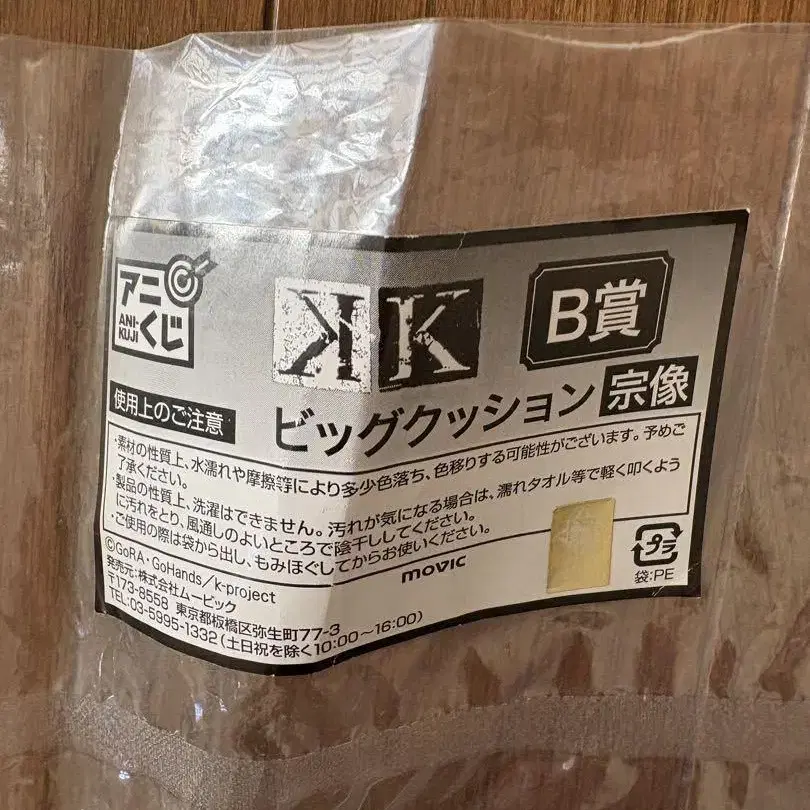 アニくじ
ANI-KUJI
K K
B賞
ビッグクッション 宗像
使用上のご注意
・素材の性質上、水濡れや摩擦等により多少色落ち、色移りする可能性がございます。予めご
了承ください。
・製品の性質上、洗濯はできません。汚れが気になる場合は、濡れタオル等で軽く叩くよう
に汚れをとり、風通しのよいところで陰干ししてください。
・ご使用の際は袋から出し、もみほぐしてからお使いください。
©GoRA・GoHands/k-project
発売元:株式会社ムービック
〒173-8558 東京都板橋区弥生町77-3
TEL:03-5995-1332(土日祝を除く10:00~16:00)
movic
プラ
袋:PE